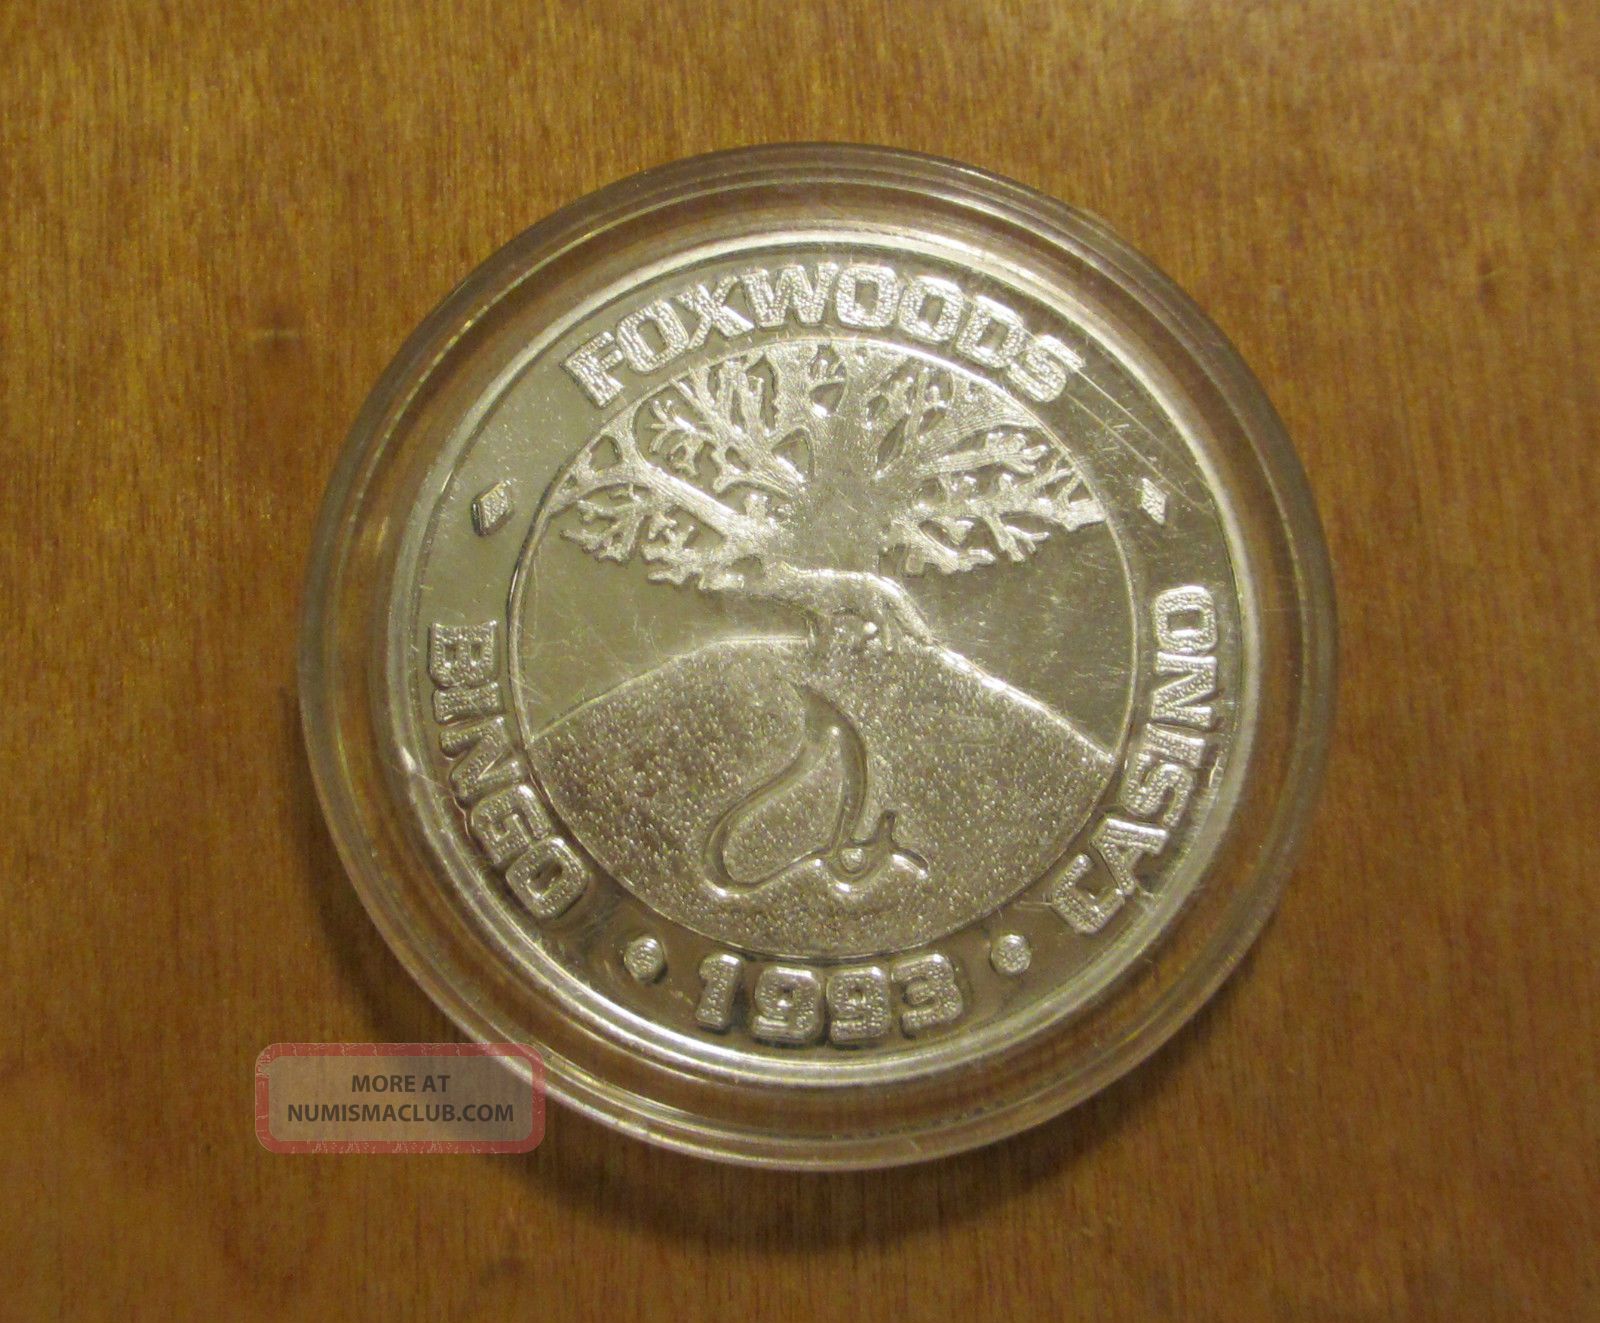 FOXWOODS
BINGO
CASINO
1993
MORE AT
NUMISMACLUB.COM